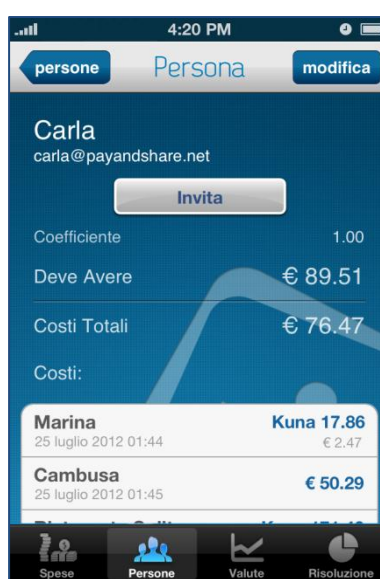 4:20 PM
persone Persona modifica
Carla
carla@payandshare.net
Invita
Coefficiente 1.00
Deve Avere € 89.51
Costi Totali € 76.47
Costi:
Marina Kuna 17.86
25 luglio 2012 01:44 € 2.47
Cambusa € 50.29
25 luglio 2012 01:45
Spese Persone Valute Risoluzione